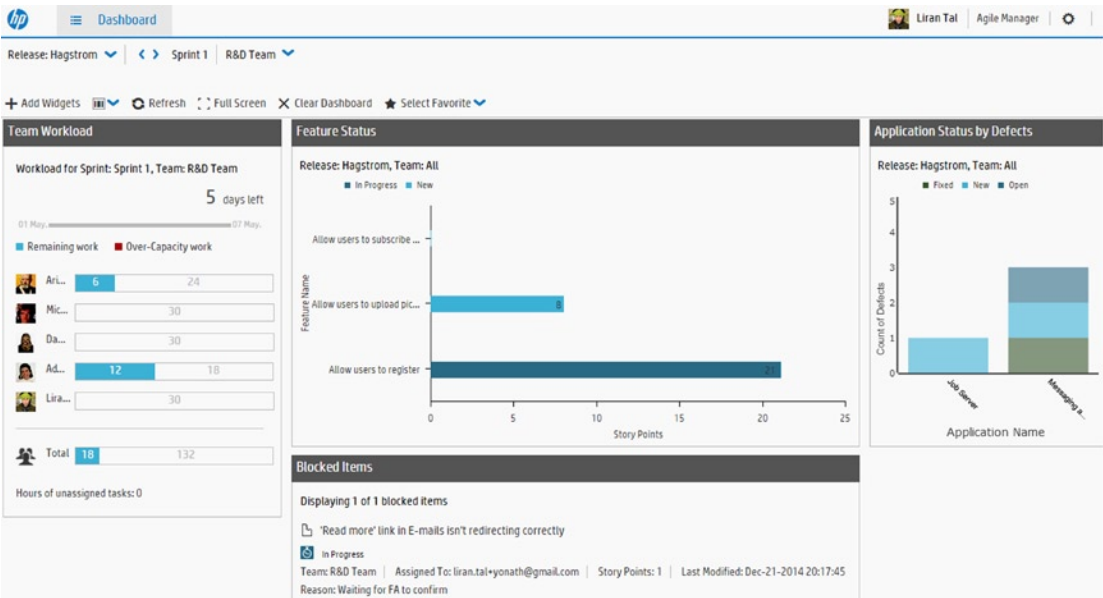 hp
Dashboard
Liran Tal
Agile Manager
Release: Hagstrom
Sprint 1
R&D Team
Add Widgets
Refresh
Full Screen
Clear Dashboard
Select Favorite
Team Workload
Workload for Sprint: Sprint 1, Team: R&D Team
5 days left
01 May.
07 May.
Remaining work
Over-Capacity work
Ari... 6 24
Mic... 30
Da... 30
Ad... 12 18
Lira... 30
Total 18 132
Hours of unassigned tasks: 0
Feature Status
Release: Hagstrom, Team: All
In Progress
New
Feature Name
Allow users to subscribe ...
Allow users to upload pic... 8
Allow users to register 21
0 5 10 15 20 25
Story Points
Blocked Items
Displaying 1 of 1 blocked items
'Read more' link in E-mails isn't redirecting correctly
In Progress
Team: R&D Team | Assigned To: liran.tal+yonath@gmail.com | Story Points: 1 | Last Modified: Dec-21-2014 20:17:45
Reason: Waiting for FA to confirm
Application Status by Defects
Release: Hagstrom, Team: All
Fixed
New
Open
Count of Defects
5
4
3
2
1
0
Job Server
Messaging a...
Application Name